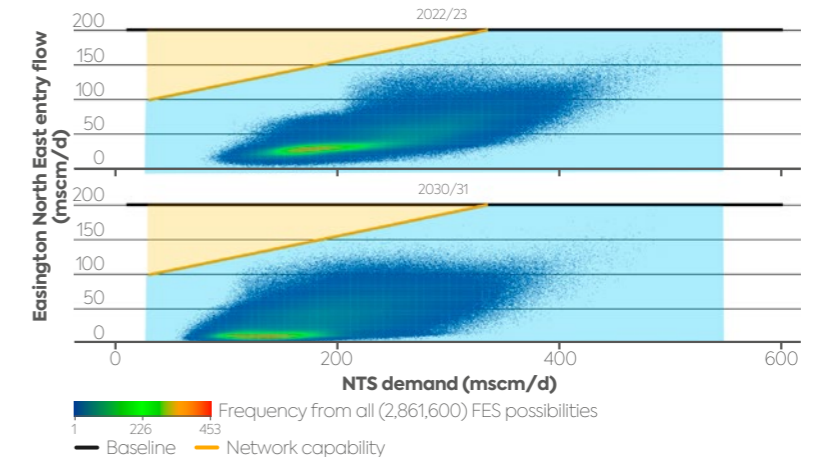 2022/23
200
150
100
50
0
2030/31
200
150
100
50
0
0 200 400 600
Easington North East entry flow
(mscm/d)
NTS demand (mscm/d)
Frequency from all (2,861,600) FES possibilities
1 226 453
Baseline Network capability